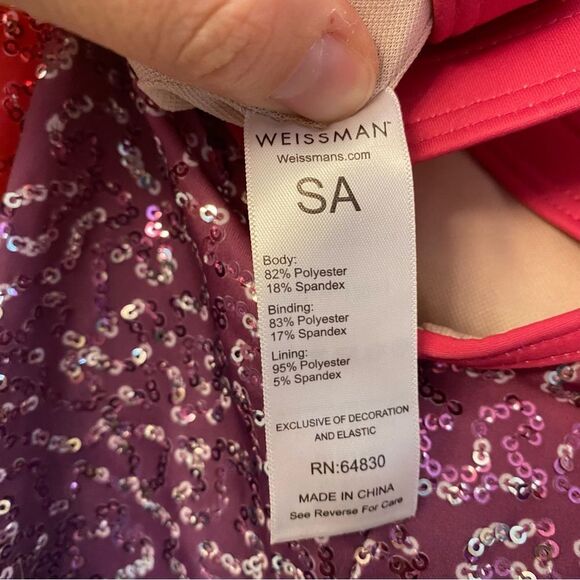 WEISSMAN™
Weissmans.com
SA
Body:
82% Polyester
18% Spandex
Binding:
83% Polyester
17% Spandex
Lining:
95% Polyester
5% Spandex
EXCLUSIVE OF DECORATION
AND ELASTIC
RN:64830
MADE IN CHINA
See Reverse For Care